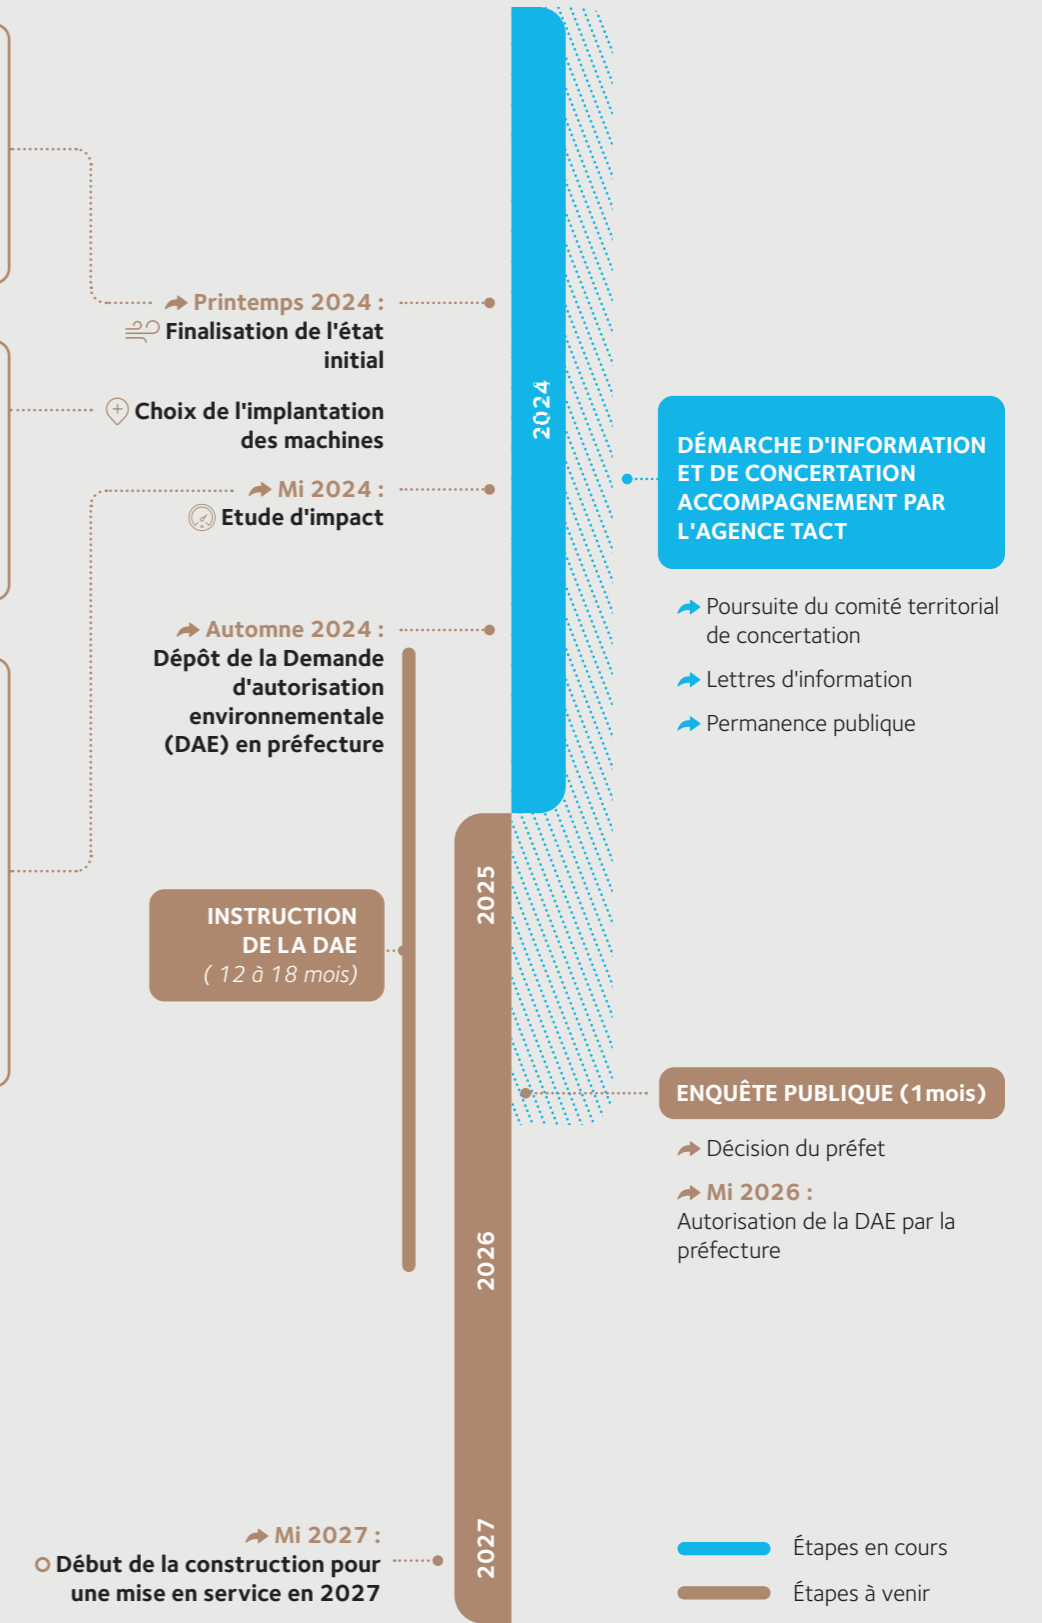 Printemps 2024 :
Finalisation de l'état
initial
Choix de l'implantation
des machines
Mi 2024 :
Etude d'impact
Automne 2024 :
Dépôt de la Demande
d'autorisation
environnementale
(DAE) en préfecture
INSTRUCTION
DE LA DAE
( 12 à 18 mois)
Mi 2027 :
Début de la construction pour
une mise en service en 2027
2024
2025
2026
2027
DÉMARCHE D'INFORMATION
ET DE CONCERTATION
ACCOMPAGNEMENT PAR
L'AGENCE TACT
Poursuite du comité territorial
de concertation
Lettres d'information
Permanence publique
ENQUÊTE PUBLIQUE (1mois)
Décision du préfet
Mi 2026 :
Autorisation de la DAE par la
préfecture
Étapes en cours
Étapes à venir